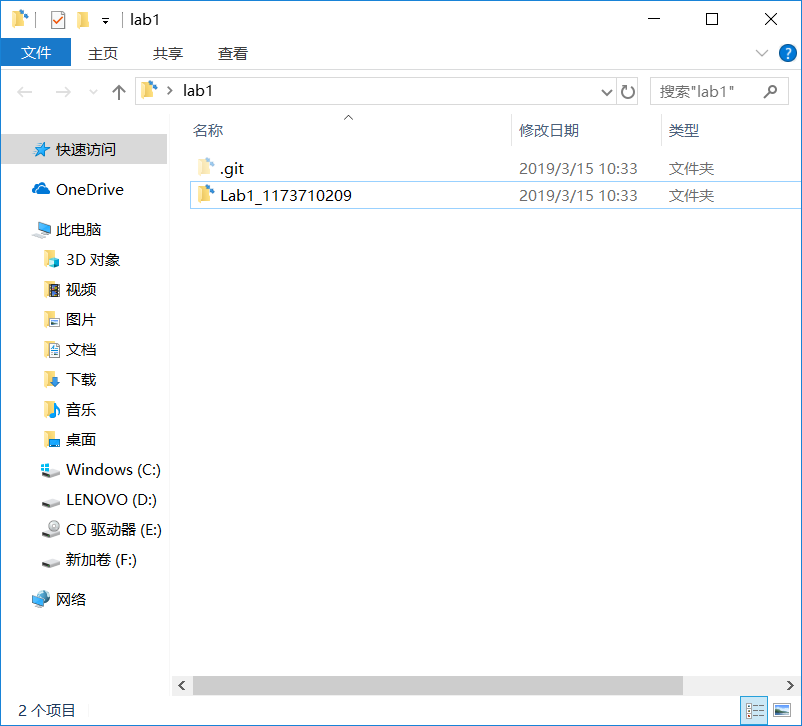 lab1
文件 主页 共享 查看
lab1 搜索"lab1"
名称 修改日期 类型
.git 2019/3/15 10:33 文件夹
Lab1_1173710209 2019/3/15 10:33 文件夹
快速访问
OneDrive
此电脑
3D 对象
视频
图片
文档
下载
音乐
桌面
Windows (C:)
LENOVO (D:)
CD 驱动器 (E:)
新加卷 (F:)
网络
2 个项目